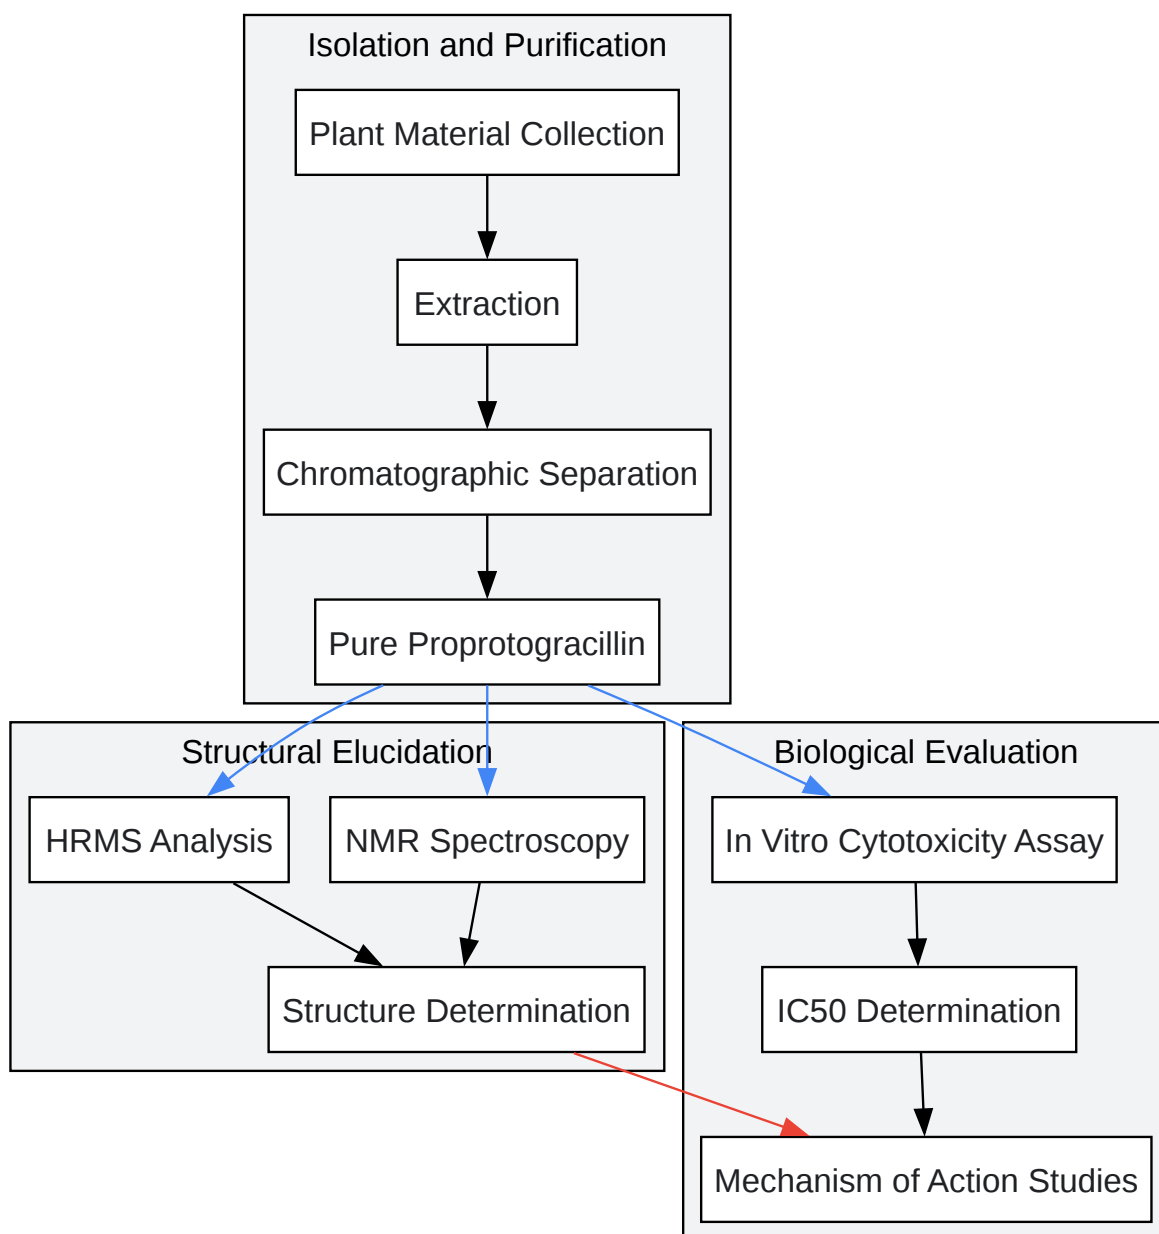 Isolation and Purification
Plant Material Collection
Extraction
Chromatographic Separation
Pure Proprotogracillin
Structural Elucidation
HRMS Analysis
NMR Spectroscopy
Structure Determination
Biological Evaluation
In Vitro Cytotoxicity Assay
IC50 Determination
Mechanism of Action Studies